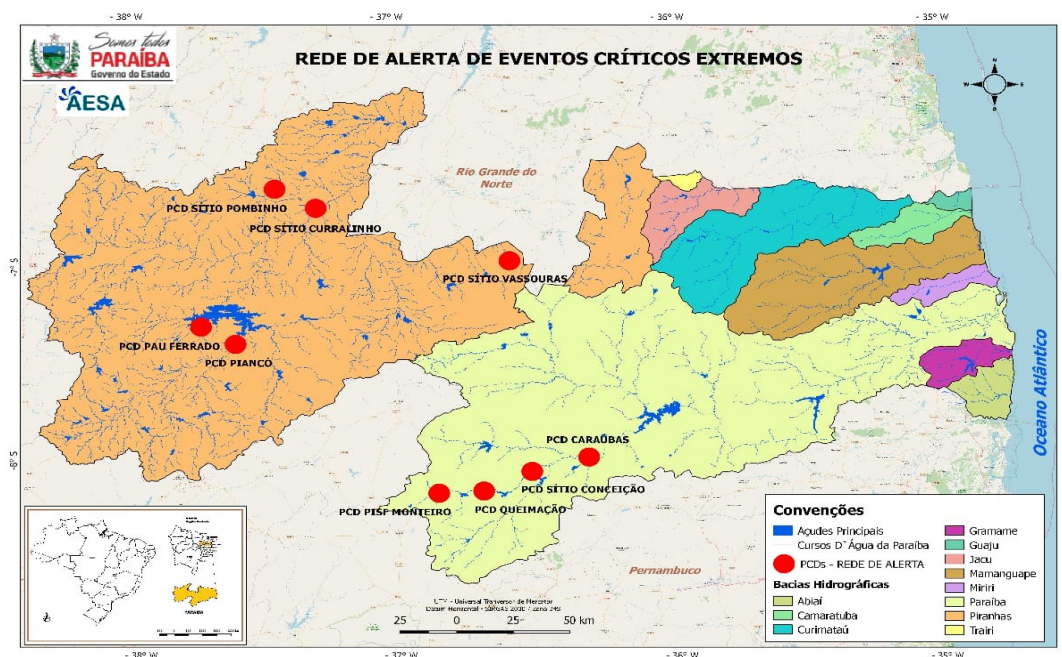 - 38°
- 37°
- 36°
- 35°
Somos todos
PARAÍBA
Governo do Estado
AESA
REDE DE ALERTA DE EVENTOS CRÍTICOS EXTREMOS
Rio Grande do
Norte
PCD SÍTIO POMBINHO
PCD SÍTIO CURRALINHO
PCD SÍTIO VASSOURAS
- 7°
PCD PAU FERRADO
PCD PIANCÓ
Oceano Atlântico
PCD CARAÚBAS
- 8°
PCD SÍTIO CONCEIÇÃO
PCD PISF MONTEIRO
PCD QUEIMAÇÃO
Pernambuco
25 0 25 50 km
Convenções
Açudes Principais
Cursos D`Água da Paraíba
PCDs - REDE DE ALERTA
Bacias Hidrográficas
Abiaí
Camaratuba
Curimataú
Gramame
Guaju
Jacu
Mamanguape
Miriri
Paraíba
Piranhas
Trairi
- 38°
- 37°
- 36°
- 35°